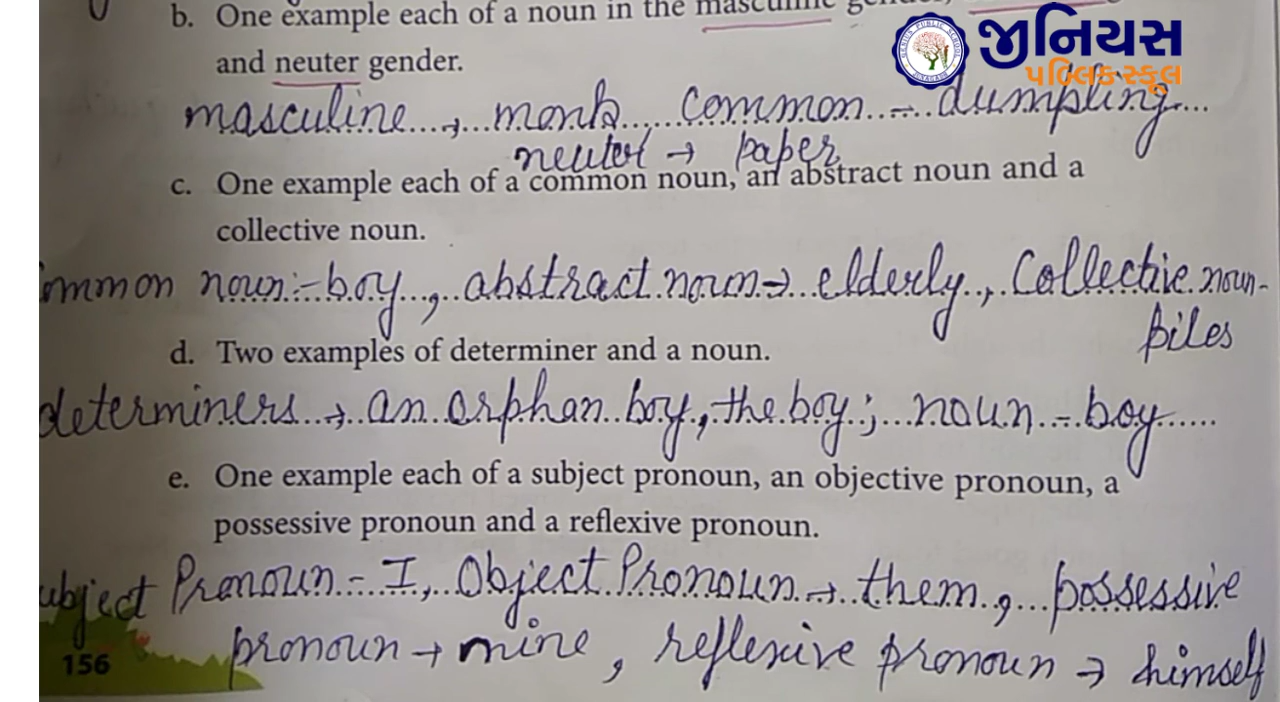 b. One example each of a noun in the masculine
જીનિયસ
and neuter gender.
પબ્લિક સ્કૂલ
masculine...→...monk......common...-...dumpling...
neuter → paper
c. One example each of a common noun, an abstract noun and a
collective noun.
ommon noun:-boy..,..abstract noun→..elderly.., Collective noun-
piles
d. Two examples of determiner and a noun.
determiners..→..an orphan boy,.the boy.;...noun.-.boy......
e. One example each of a subject pronoun, an objective pronoun, a
possessive pronoun and a reflexive pronoun.
ubject Pronoun-..I,..Object Pronoun..→..them.,...possessive
pronoun → mine, reflexive pronoun → himself
156